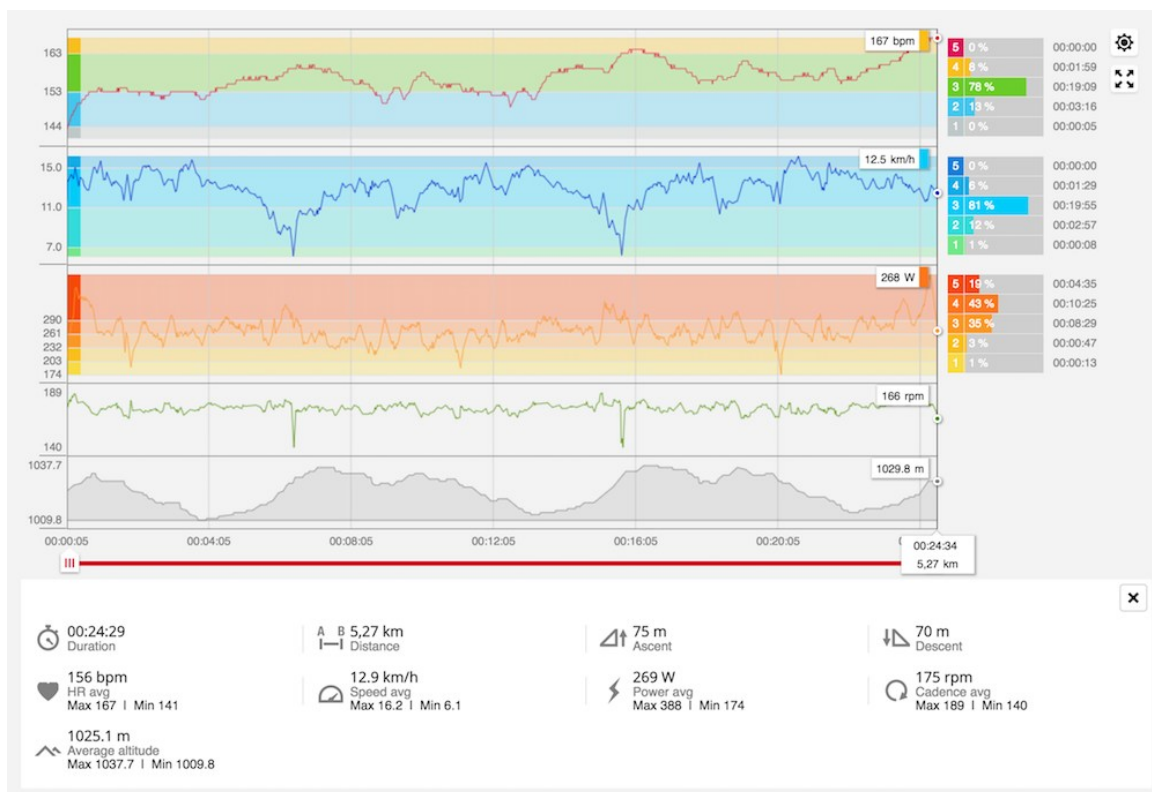 163
153
144
167 bpm
5 0 % 00:00:00
4 8 % 00:01:59
3 78 % 00:19:09
2 13 % 00:03:16
1 0 % 00:00:05
15.0
11.0
7.0
12.5 km/h
5 0 % 00:00:00
4 6 % 00:01:29
3 81 % 00:19:55
2 12 % 00:02:57
1 1 % 00:00:08
290
261
232
203
174
268 W
5 19 % 00:04:35
4 43 % 00:10:25
3 35 % 00:08:29
2 3 % 00:00:47
1 1 % 00:00:13
189
140
166 rpm
1037.7
1009.8
1029.8 m
00:00:05 00:04:05 00:08:05 00:12:05 00:16:05 00:20:05
00:24:34
5,27 km
00:24:29
Duration
A B 5,27 km
Distance
75 m
Ascent
70 m
Descent
156 bpm
HR avg
Max 167 | Min 141
12.9 km/h
Speed avg
Max 16.2 | Min 6.1
269 W
Power avg
Max 388 | Min 174
175 rpm
Cadence avg
Max 189 | Min 140
1025.1 m
Average altitude
Max 1037.7 | Min 1009.8